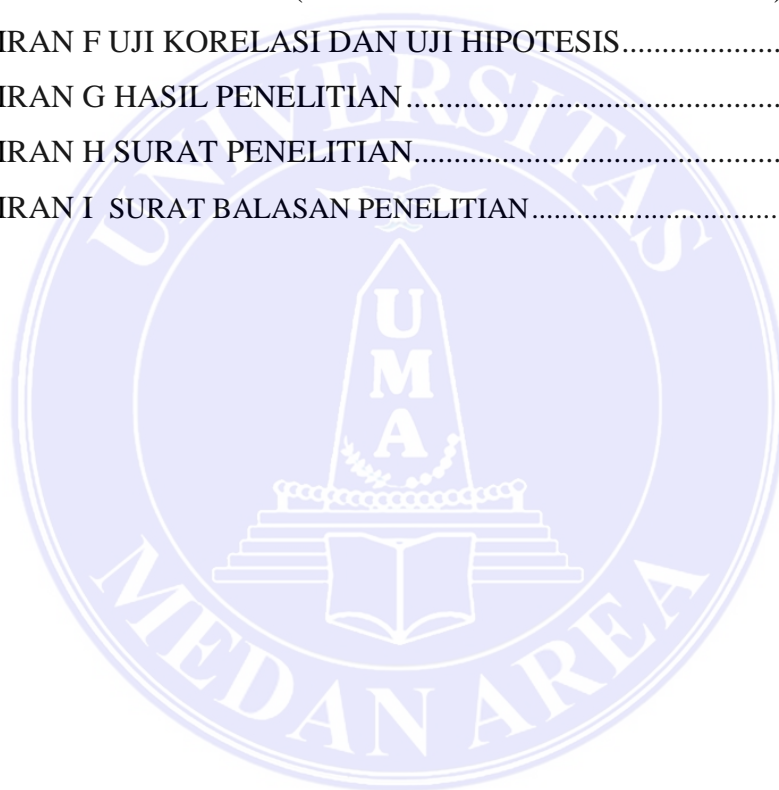 IRAN F UJI KORELASI DAN UJI HIPOTESIS....................
IRAN G HASIL PENELITIAN..................................................
IRAN H SURAT PENELITIAN.................................................
IRAN I SURAT BALASAN PENELITIAN.................................
UNIVERSITAS
U
M
A
MEDAN AREA